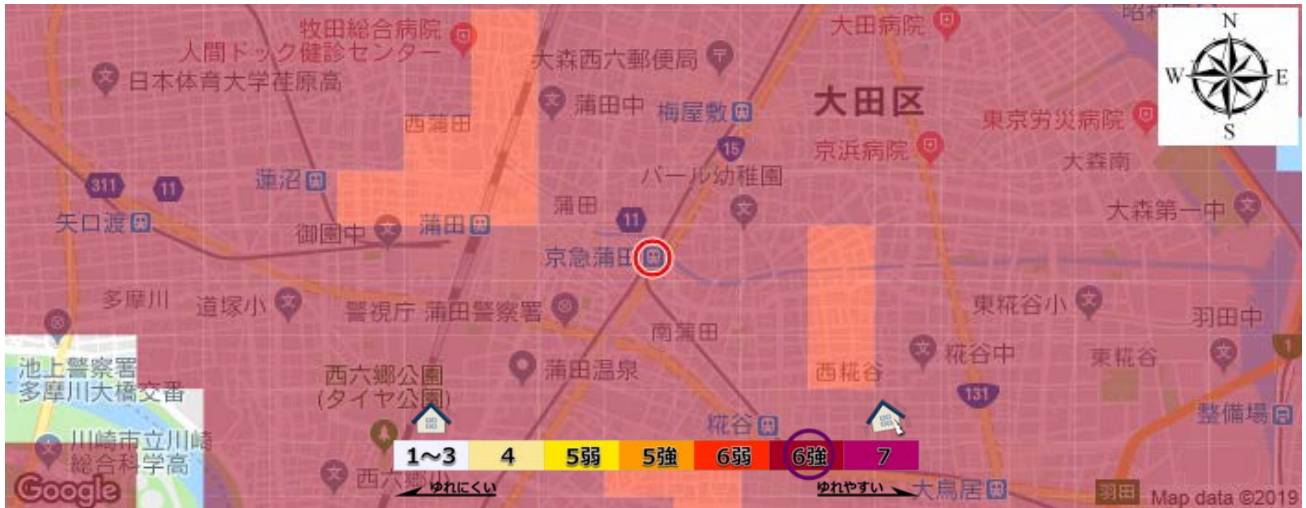 牧田総合病院
人間ドック健診センター
大田病院
N
W
E
S
日本体育大学荏原高
大森西六郵便局
蒲田中
梅屋敷
大田区
東京労災病院
西蒲田
15
京浜病院
大森南
311
11
蓮沼
パール幼稚園
矢口渡
御園中
蒲田
蒲田
11
大森第一中
京急蒲田
多摩川
道塚小
警視庁 蒲田警察署
南蒲田
東糀谷小
羽田中
池上警察署
多摩川大橋交番
西六郷公園
(タイヤ公園)
蒲田温泉
西糀谷
糀谷中
東糀谷
1
131
整備場
川崎市立川崎
総合科学高
糀谷
1～3
4
5弱
5強
6弱
6強
7
Google
西六郷小
ゆれにくい
ゆれやすい
大鳥居
羽田
Map data ©2019